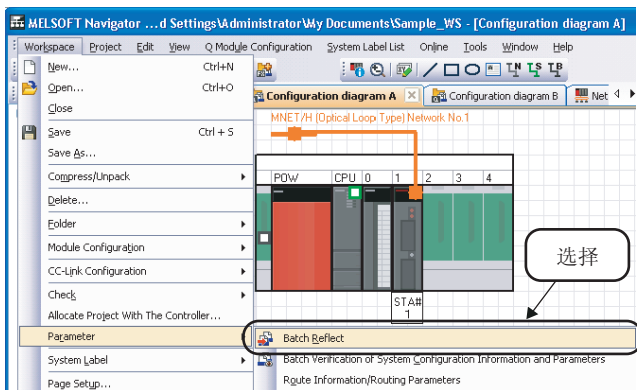 MELSOFT Navigator ...d Settings\Administrator\My Documents\Sample_WS - [Configuration diagram A]
Workspace Project Edit View Q Module Configuration System Label List Online Tools Window Help
New... Ctrl+N
Open... Ctrl+O
Close
Save Ctrl + S
Save As...
Compress/Unpack
Delete...
Folder
Module Configuration
CC-Link Configuration
Check
Allocate Project With The Controller...
Parameter
System Label
Page Setup...
Configuration diagram A
Configuration diagram B
Net
MNET/H (Optical Loop Type) Network No.1
POW CPU 0 1 2 3 4
STA#
1
选择
Batch Reflect
Batch Verification of System Configuration Information and Parameters
Route Information/Routing Parameters